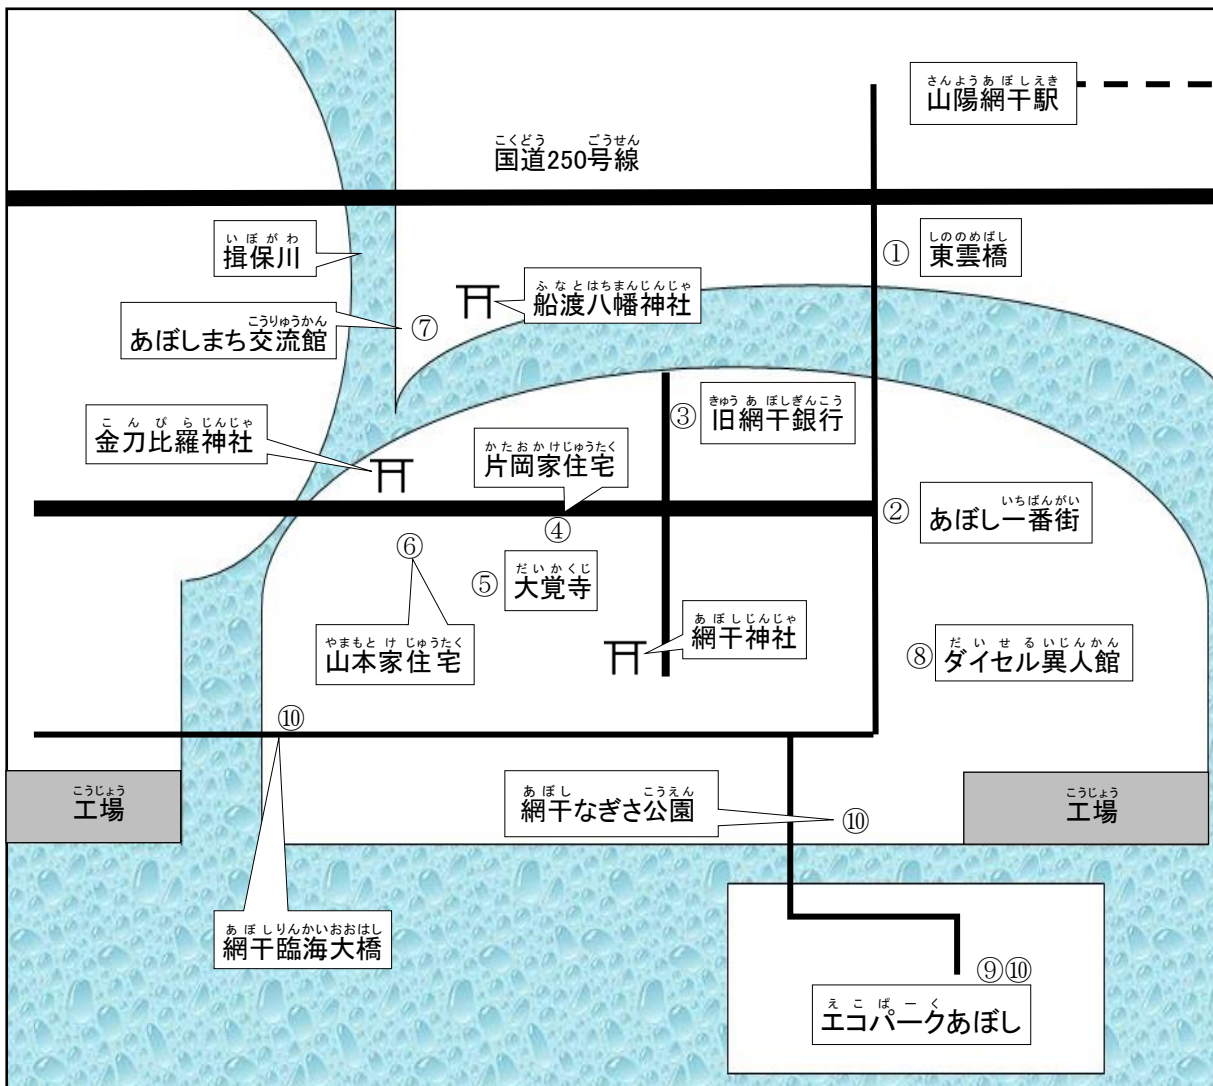 さんようあぼしえき
山陽網干駅
こくどう ごうせん
国道250号線
いぼがわ
揖保川
① しののめばし
東雲橋
ふなとはちまんじんじゃ
船渡八幡神社
⑦
こうりゅうかん
あぼしまち交流館
③ きゅうあぼしぎんこう
旧網干銀行
こんぴらじんじゃ
金刀比羅神社
かたおかけじゅうたく
片岡家住宅
④
② いちばんがい
あぼし一番街
⑥
⑤ だいかくじ
大覚寺
やまもとけじゅうたく
山本家住宅
あぼしじんじゃ
網干神社
⑧ だいせるいじんかん
ダイセル異人館
⑩
こうじょう
工場
あぼし こうえん
網干なぎさ公園
⑩
こうじょう
工場
あぼしりんかいおおはし
網干臨海大橋
⑨⑩
えこぱーく
エコパークあぼし